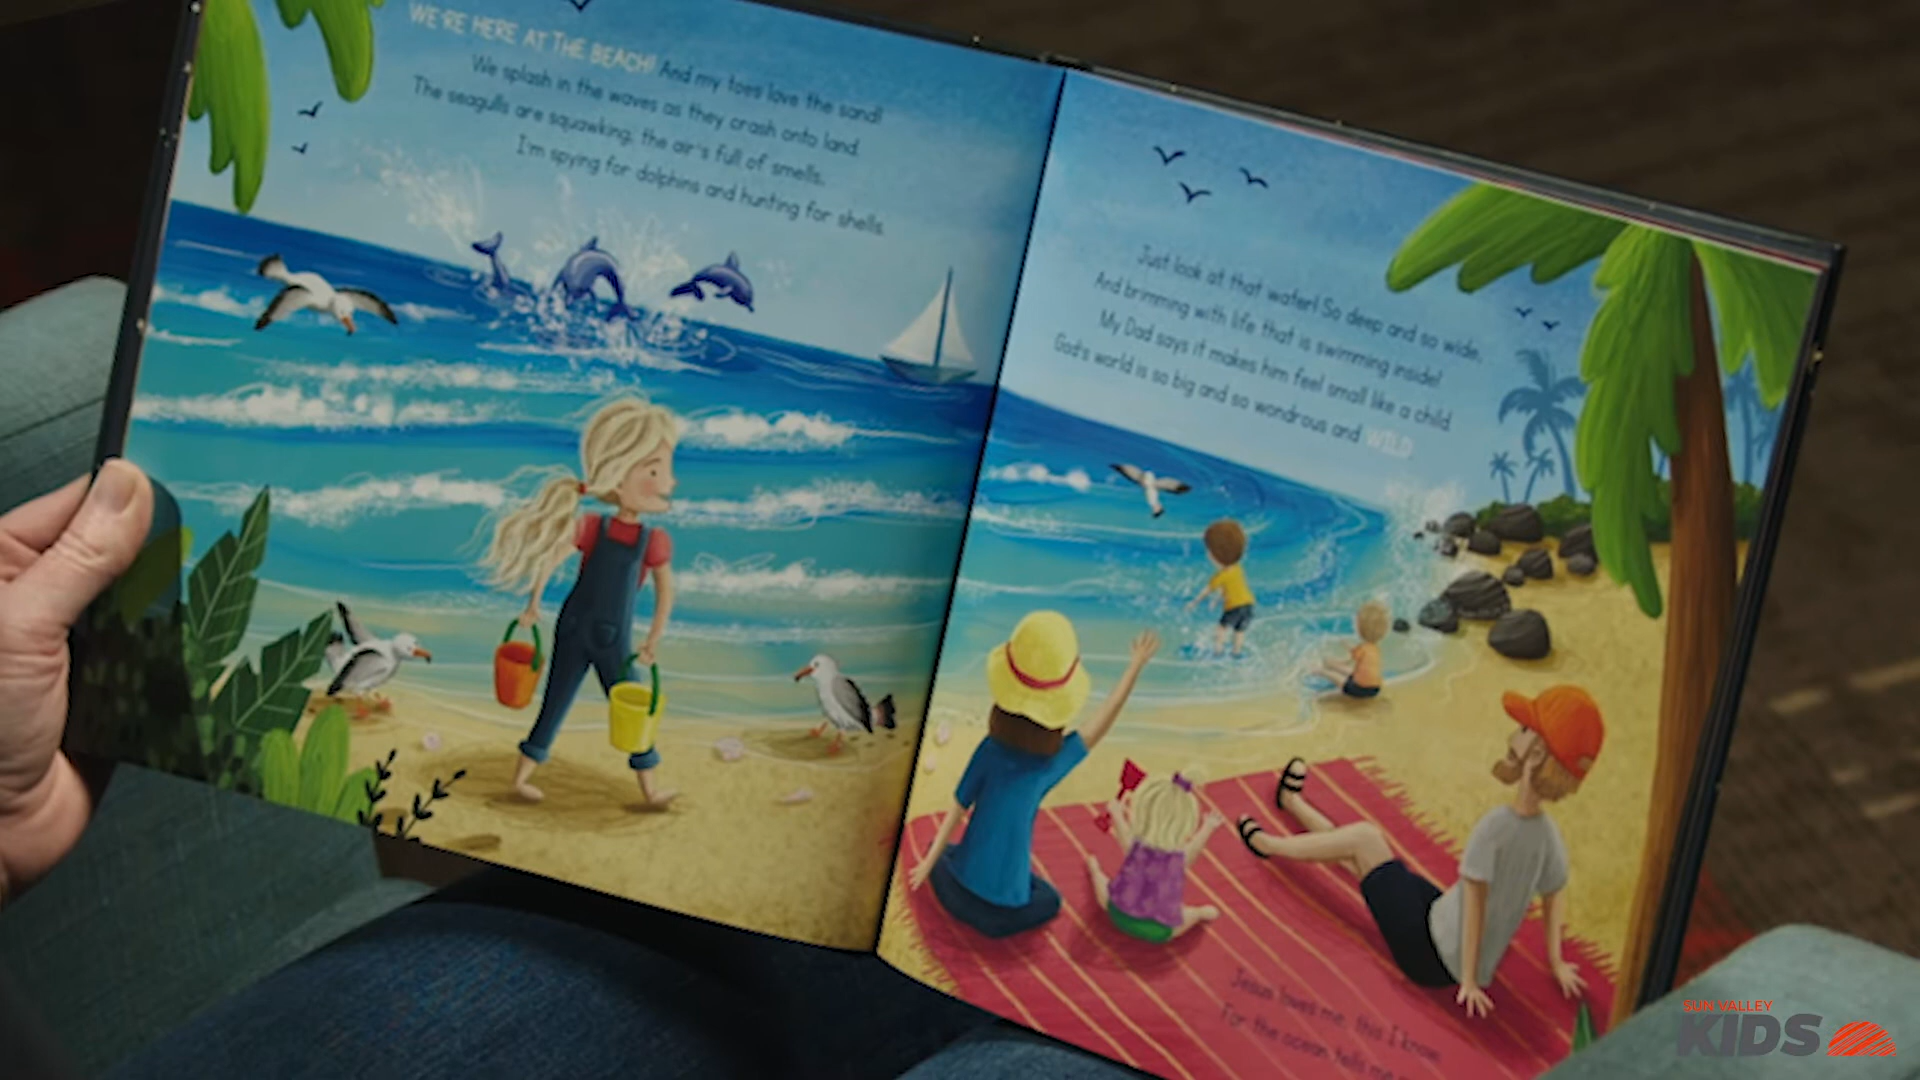 WE'RE HERE AT THE BEACH! And my toes love the sand!
We splash in the waves as they crash onto land.
The seagulls are squawking, the air's full of smells.
I'm spying for dolphins and hunting for shells.
Just look at that water! So deep and so wide.
And brimming with life that is swimming inside!
My Dad says it makes him feel small like a child.
God's world is so big and so wondrous and WILD.
Jesus loves me, this I know,
For the ocean tells me
SUN VALLEY
KIDS